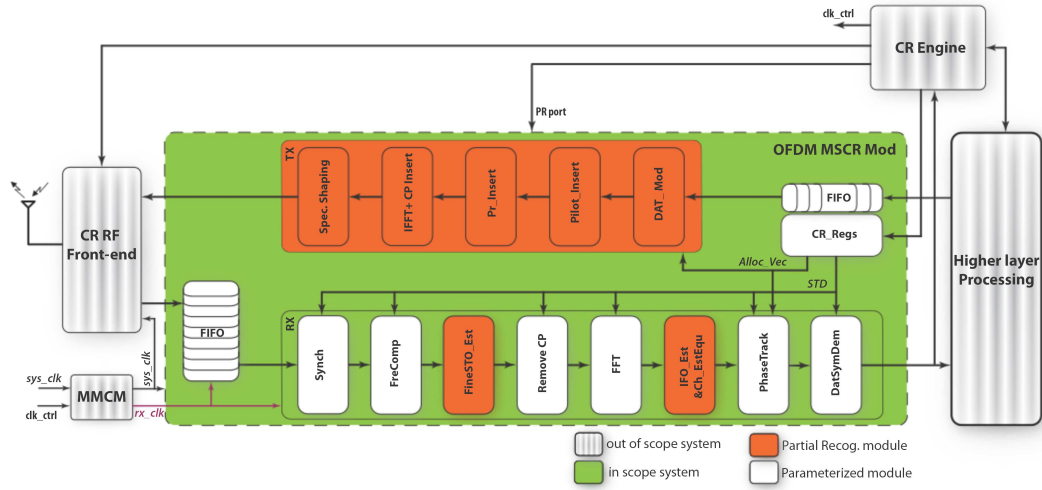 clk_ctrl
CR Engine
PR port
OFDM MSCR Mod
TX
Spec. Shaping
IFFT+ CP Insert
Pr_Insert
Pilot_Insert
DAT_ Mod
FIFO
CR_Regs
CR RF
Front-end
Higher layer
Processing
Alloc_Vec
STD
FIFO
RX
Synch
FreComp
FineSTO_Est
Remove CP
FFT
IFO_Est
&Ch_EstEqu
PhaseTrack
DatSymDem
sys_clk
sys_clk
MMCM
clk_ctrl
rx_clk
out of scope system
Partial Recog. module
in scope system
Parameterized module